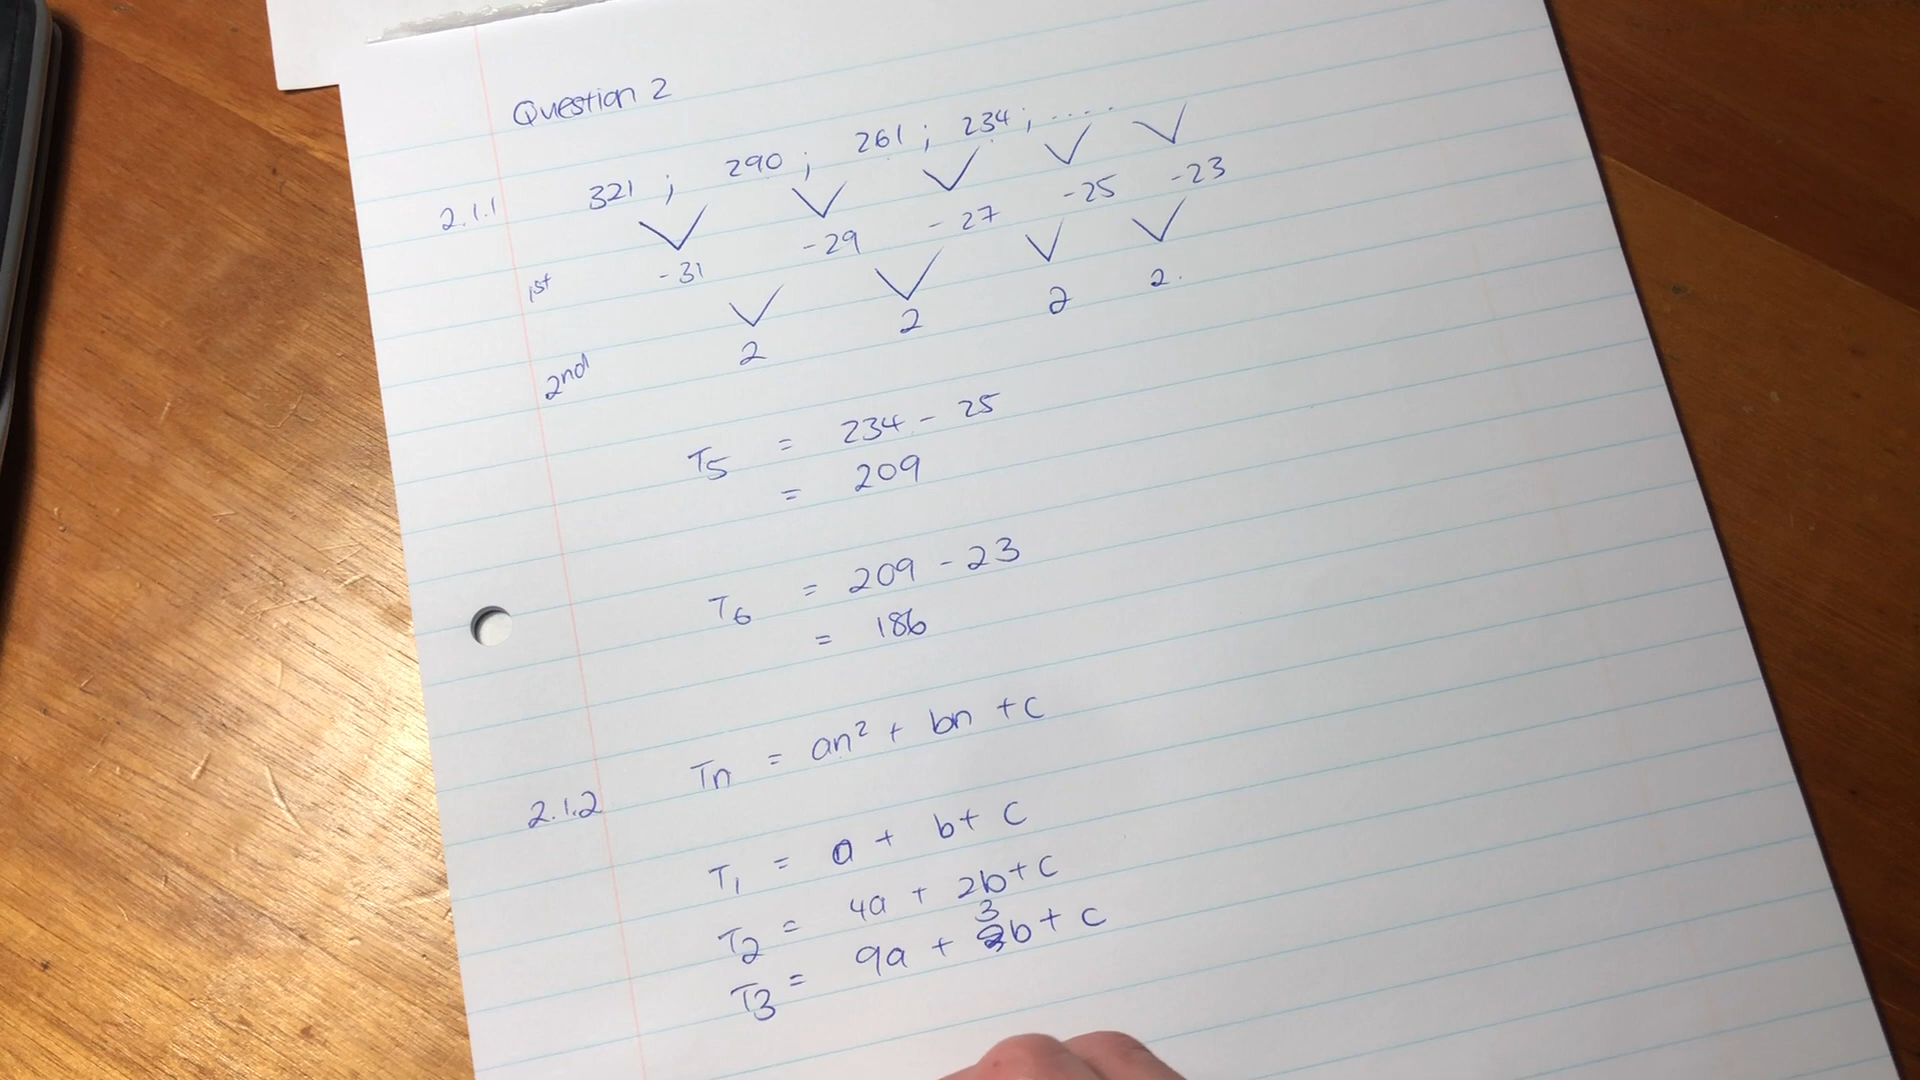 Question 2
2.1.1 321 ; 290 ; 261 ; 234 ; ....
1st -31 -29 -27 -25 -23
2nd 2 2 2 2.
T5 = 234 - 25
= 209
T6 = 209 - 23
= 186
2.1.2 Tn = an² + bn + c
T1 = a + b + c
T2 = 4a + 2b + c
T3 = 9a + 3b + c